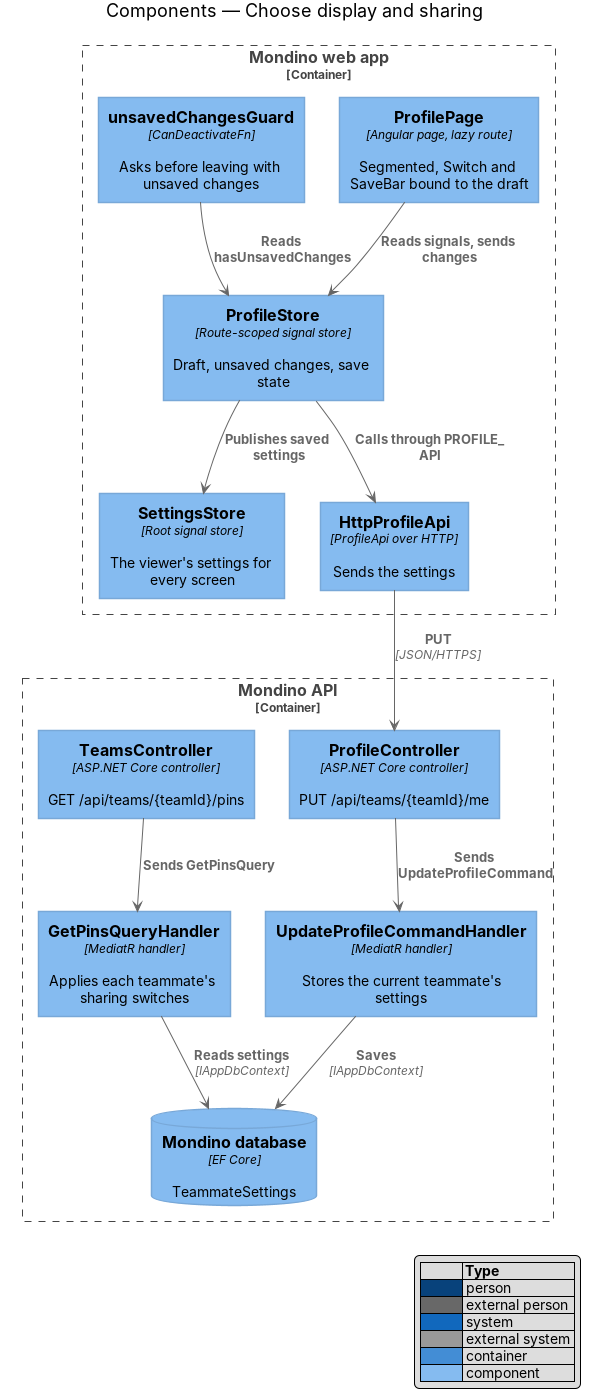 Components — Choose display and sharing
Mondino web app
[Container]
unsavedChangesGuard
[CanDeactivateFn]
Asks before leaving with
unsaved changes
ProfilePage
[Angular page, lazy route]
Segmented, Switch and
SaveBar bound to the draft
Reads
hasUnsavedChanges
Reads signals, sends
changes
ProfileStore
[Route-scoped signal store]
Draft, unsaved changes, save
state
Publishes saved
settings
Calls through PROFILE_
API
SettingsStore
[Root signal store]
The viewer's settings for
every screen
HttpProfileApi
[ProfileApi over HTTP]
Sends the settings
PUT
[JSON/HTTPS]
Mondino API
[Container]
TeamsController
[ASP.NET Core controller]
GET /api/teams/{teamId}/pins
ProfileController
[ASP.NET Core controller]
PUT /api/teams/{teamId}/me
Sends GetPinsQuery
Sends
UpdateProfileCommand
GetPinsQueryHandler
[MediatR handler]
Applies each teammate's
sharing switches
UpdateProfileCommandHandler
[MediatR handler]
Stores the current teammate's
settings
Reads settings
[IAppDbContext]
Saves
[IAppDbContext]
Mondino database
[EF Core]
TeammateSettings
Type
person
external person
system
external system
container
component